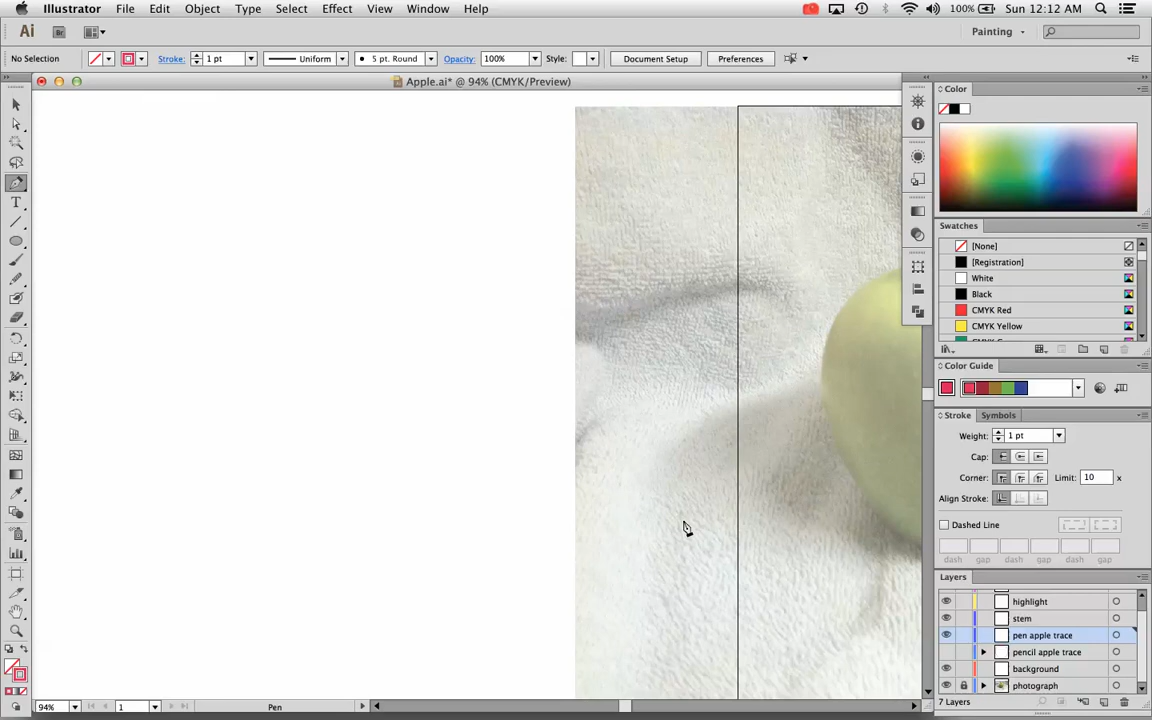 Illustrator File Edit Object Type Select Effect View Window Help 100% Sun 12:12 AM
Ai Br Painting
No Selection Stroke: 1 pt Uniform 5 pt. Round Opacity: 100% Style: Document Setup Preferences
Apple.ai* @ 94% (CMYK/Preview)
Color
Swatches
[None]
[Registration]
White
Black
CMYK Red
CMYK Yellow
Color Guide
Stroke Symbols
Weight: 1 pt
Cap:
Corner: Limit: 10 x
Align Stroke:
Dashed Line
dash gap dash gap dash gap
Layers
highlight
stem
pen apple trace
pencil apple trace
background
photograph
7 Layers
94% 1 Pen